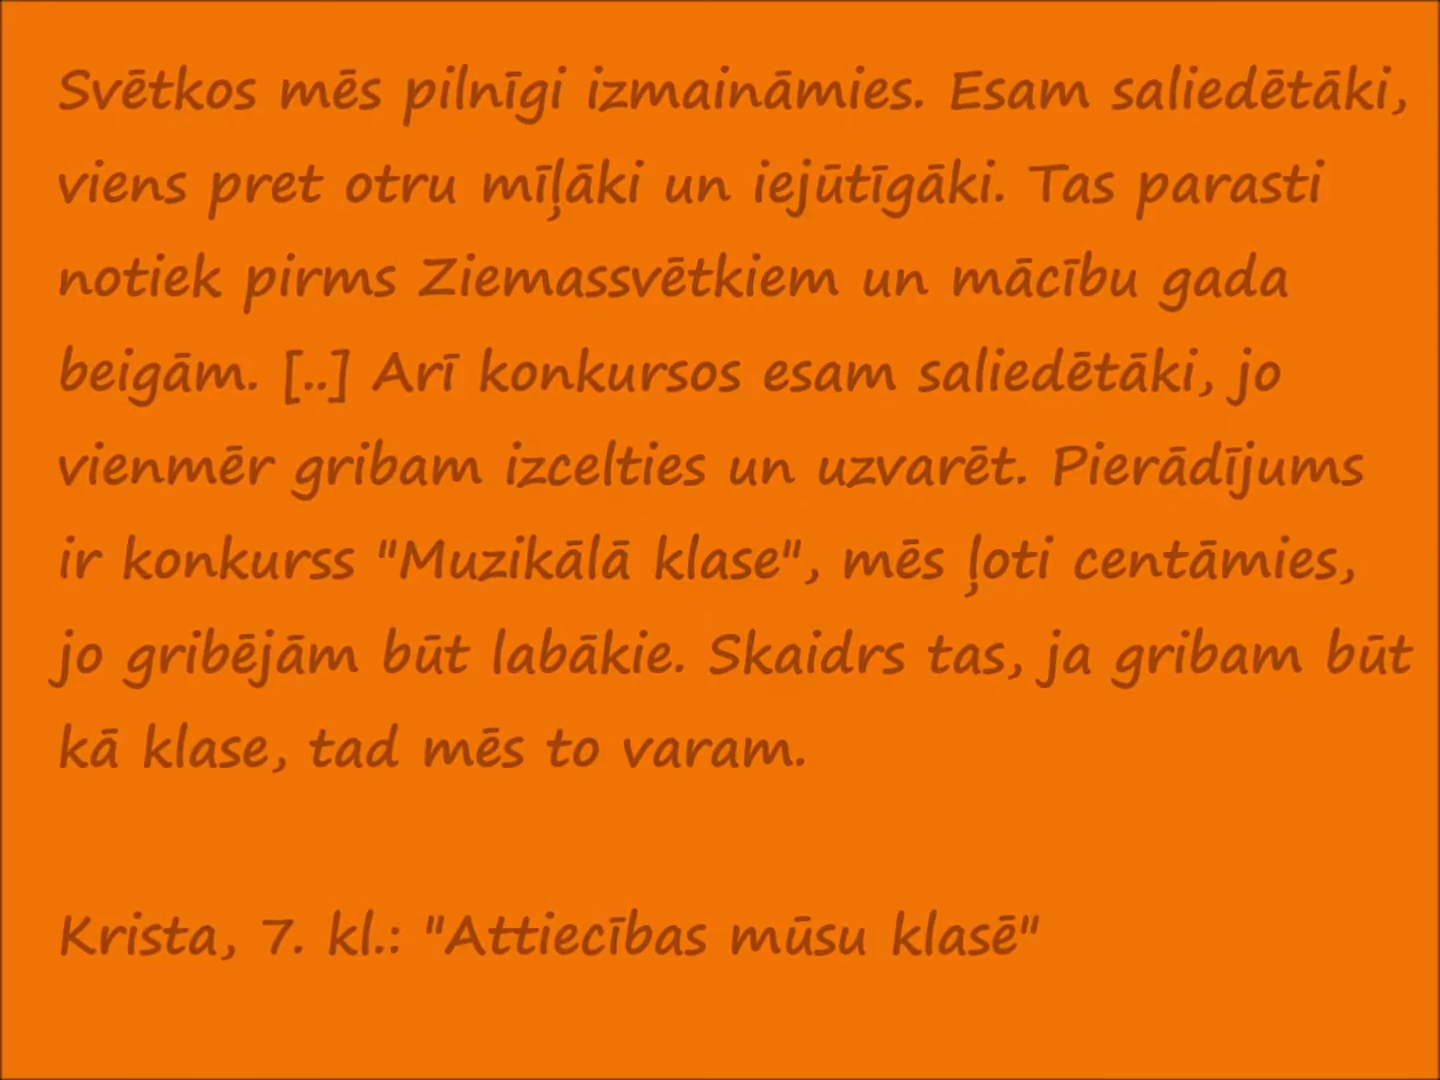 Svētkos mēs pilnīgi izmaināmies. Esam saliedētāki,
viens pret otru mīļāki un iejūtīgāki. Tas parasti
notiek pirms Ziemassvētkiem un mācību gada
beigām. [..] Arī konkursos esam saliedētāki, jo
vienmēr gribam izcelties un uzvarēt. Pierādījums
ir konkurss "Muzikālā klase", mēs ļoti centāmies,
jo gribējām būt labākie. Skaidrs tas, ja gribam būt
kā klase, tad mēs to varam.
Krista, 7. kl.: "Attiecības mūsu klasē"